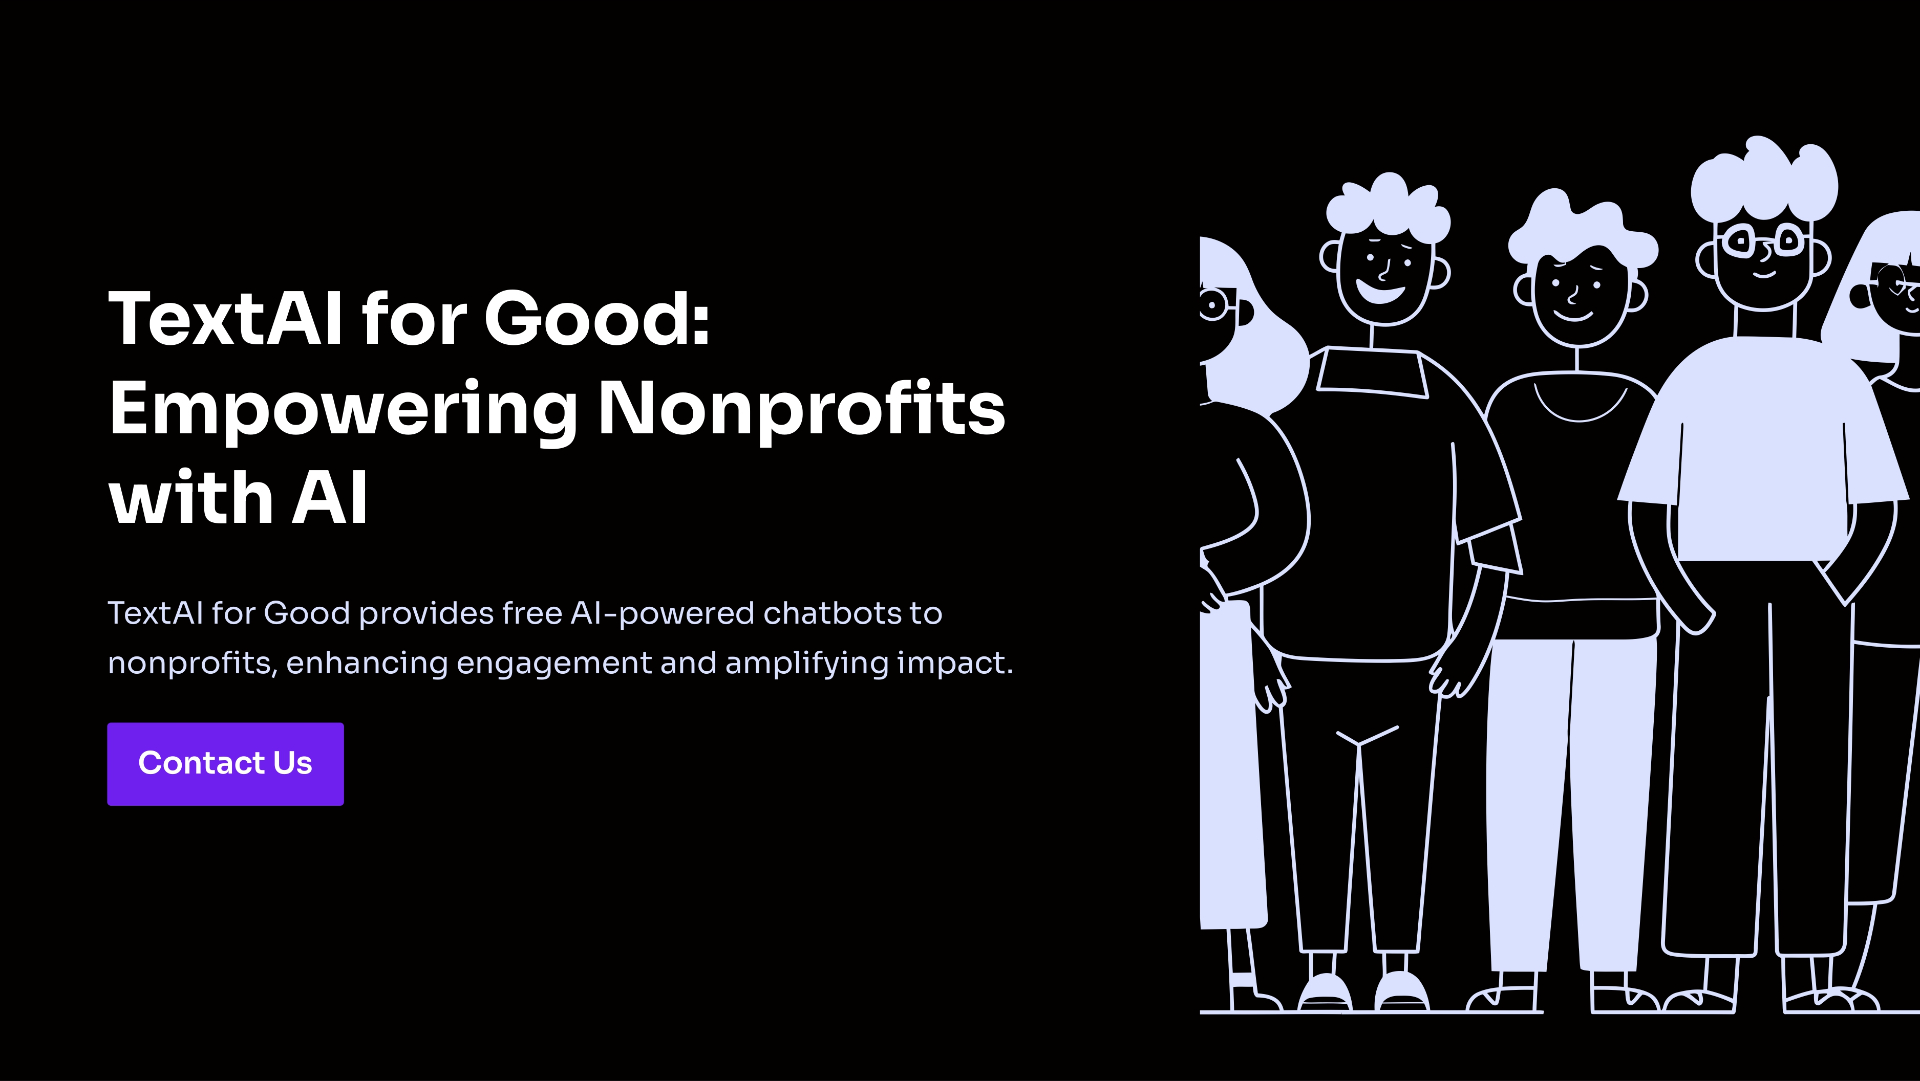 TextAI for Good:
Empowering Nonprofits
with AI
TextAI for Good provides free AI-powered chatbots to
nonprofits, enhancing engagement and amplifying impact.
Contact Us